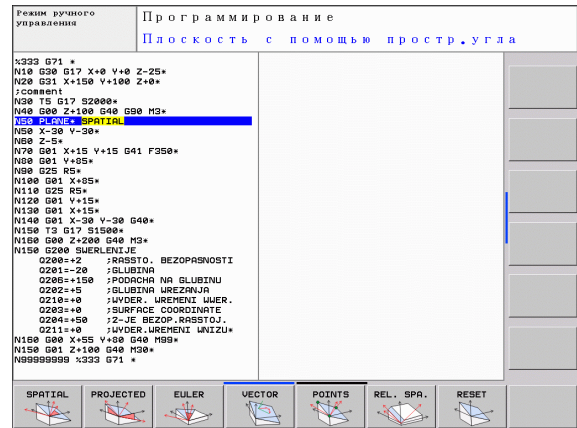 Режим ручного
управления
Программирование
Плоскость с помощью простр.угла
%333 G71 *
N10 G30 G17 X+0 Y+0 Z-25*
N20 G31 X+150 Y+100 Z+0*
;comment
N30 T5 G17 S2000*
N40 G00 Z+100 G40 G90 M3*
N50 PLANE* SPATIAL
N50 X-30 Y-30*
N60 Z-5*
N70 G01 X+15 Y+15 G41 F350*
N80 G01 Y+85*
N90 G25 R5*
N100 G01 X+85*
N110 G25 R5*
N120 G01 Y+15*
N130 G01 X+15*
N140 G01 X-30 Y-30 G40*
N150 T3 G17 S1500*
N160 G00 Z+200 G40 M3*
N150 G200 SWERLENIJE
Q200=+2 ;RASSTO. BEZOPASNOSTI
Q201=-20 ;GLUBINA
Q206=+150 ;PODACHA NA GLUBINU
Q202=+5 ;GLUBINA WREZANJA
Q210=+0 ;WYDER. WREMENI WWER.
Q203=+0 ;SURFACE COORDINATE
Q204=+50 ;2-JE BEZOP.RASSTOJ.
Q211=+0 ;WYDER.WREMENI WNIZU*
N160 G00 X+55 Y+80 G40 M99*
N150 G01 Z+100 G40 M30*
N99999999 %333 G71 *
SPATIAL PROJECTED EULER VECTOR POINTS REL. SPA. RESET